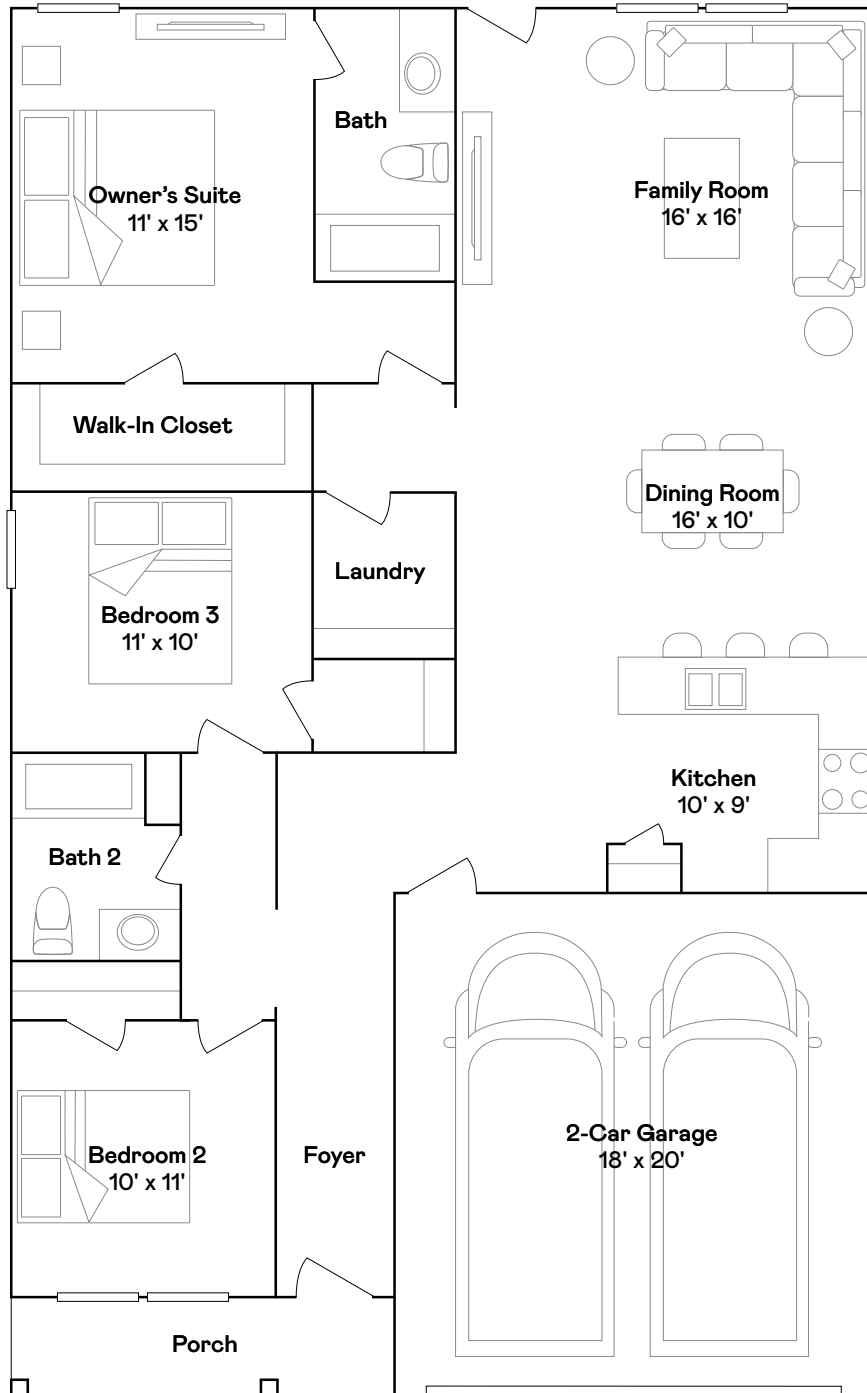 Bath
Owner's Suite
11' x 15'
Family Room
16' x 16'
Walk-In Closet
Dining Room
16' x 10'
Laundry
Bedroom 3
11' x 10'
Kitchen
10' x 9'
Bath 2
2-Car Garage
18' x 20'
Bedroom 2
10' x 11'
Foyer
Porch